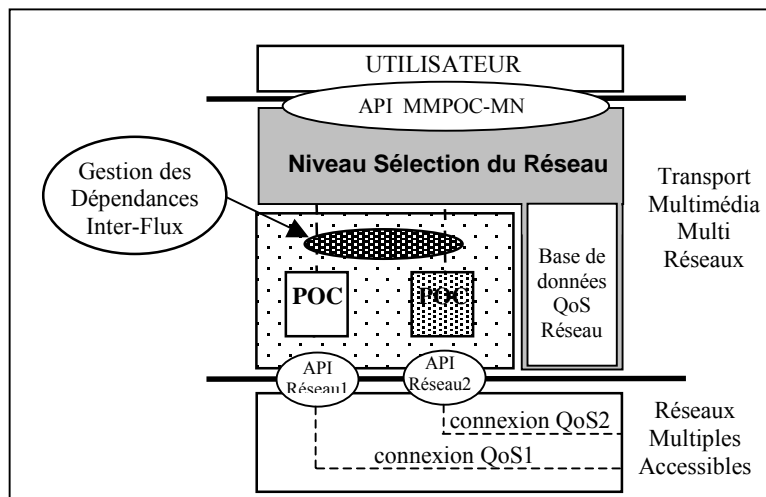 UTILISATEUR
API MMPOC-MN
Niveau Sélection du Réseau
Gestion des
Dépendances
Inter-Flux
Transport
Multimédia
Multi
Réseaux
Base de
données
QoS
Réseau
POC
POC
API
Réseau1
API
Réseau2
connexion QoS2
connexion QoS1
Réseaux
Multiples
Accessibles